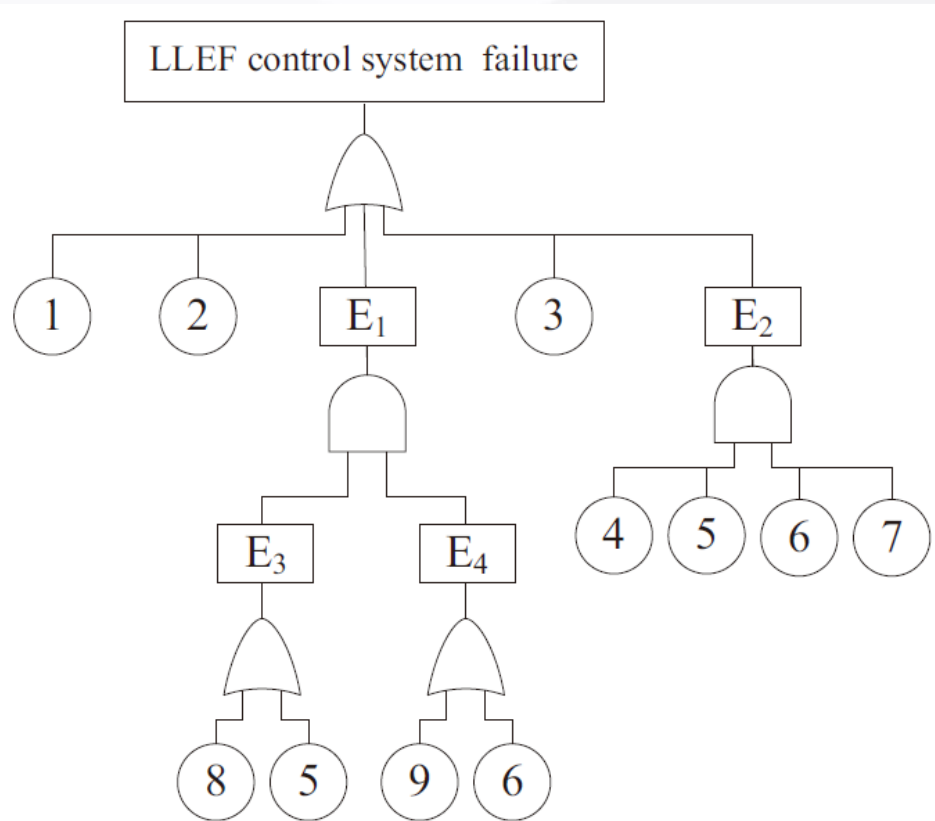 LLEF control system failure
1 2 E₁ 3 E₂
4 5 6 7
E₃ E₄
8 5 9 6